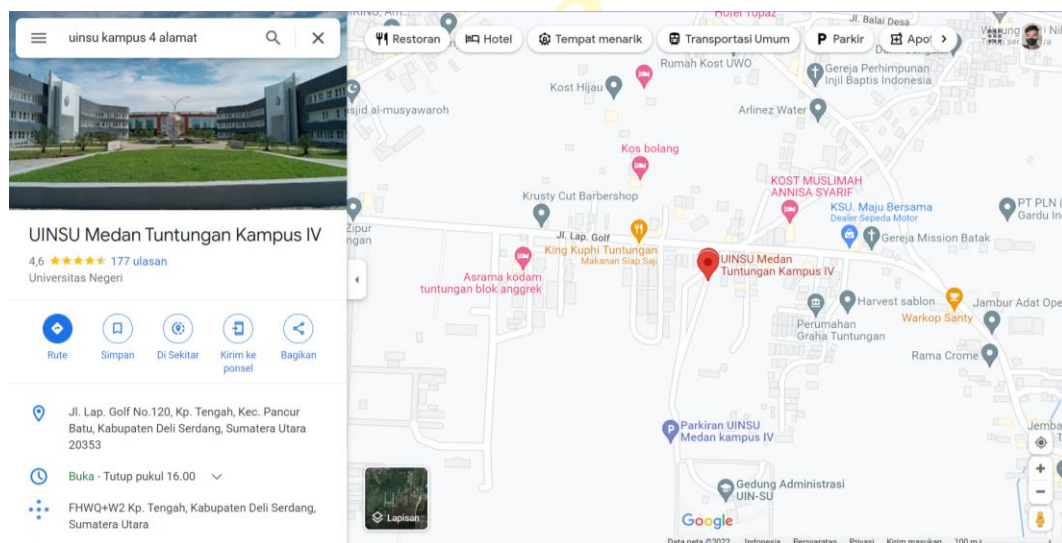 uinsu kampus 4 alamat
UINSU Medan Tuntungan Kampus IV
4,6
177 ulasan
Universitas Negeri
Rute
Simpan
Di Sekitar
Kirim ke
ponsel
Bagikan
Jl. Lap. Golf No.120, Kp. Tengah, Kec. Pancur
Batu, Kabupaten Deli Serdang, Sumatera Utara
20353
Buka · Tutup pukul 16.00
FHWQ+W2 Kp. Tengah, Kabupaten Deli Serdang,
Sumatera Utara
Restoran
Hotel
Tempat menarik
Transportasi Umum
P Parkir
Hotel Topaz
Jl. Balai Desa
Rumah Kost UWO
Kost Hijau
Gereja Perhimpunan
Injil Baptis Indonesia
sjid al-musyawaroh
Arlinez Water
Kos bolang
KOST MUSLIMAH
ANNISA SYARIF
Krusty Cut Barbershop
KSU. Maju Bersama
Dealer Sepeda Motor
PT PLN
Gardu In
Zipur
ngan
Jl. Lap. Golf
Gereja Mission Batak
King Kuphi Tuntungan
Makanan Siap Saji
UINSU Medan
Tuntungan Kampus IV
Asrama kodam
tuntungan blok anggrek
Harvest sablon
Jambur Adat Ope
Warkop Santy
Perumahan
Graha Tuntungan
Rama Crome
Parkiran UINSU
Medan kampus IV
Jemba
Gedung Administrasi
UIN-SU
Lapisan
Google
Data peta ©2022
Indonesia
Persyaratan
Privasi
Kirim masukan
100 m